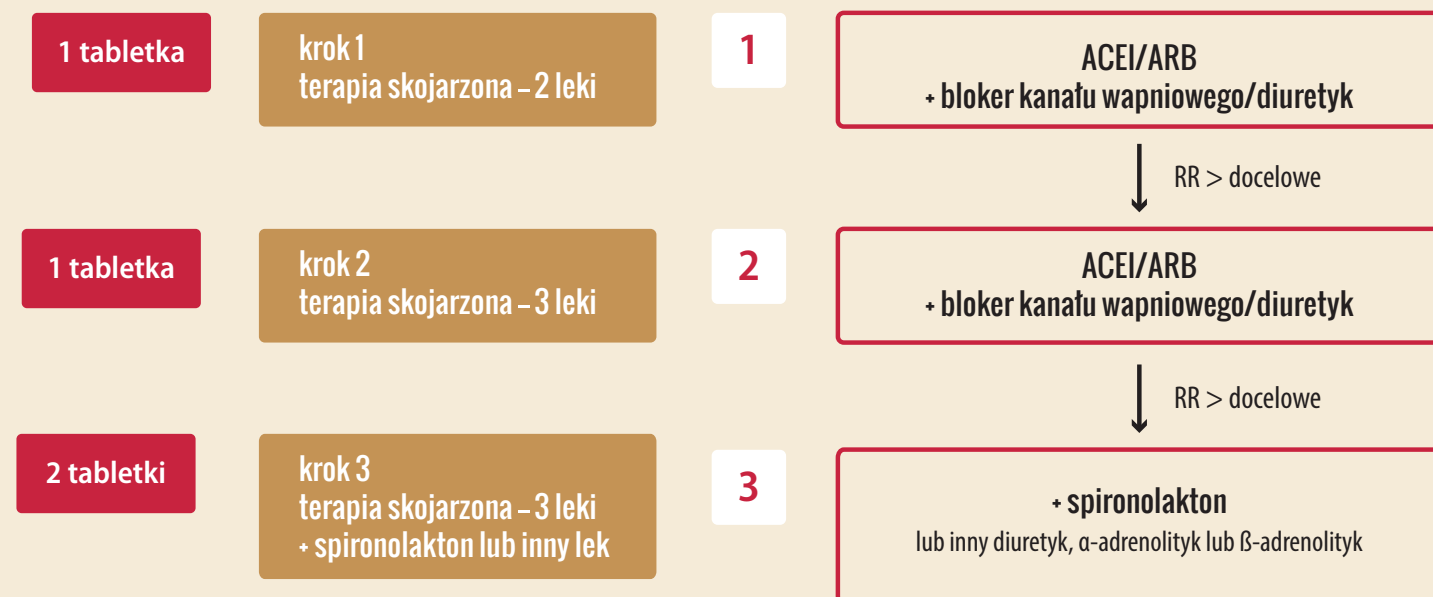 1 tabletka
krok 1
terapia skojarzona – 2 leki
1
ACEI/ARB
+ bloker kanału wapniowego/diuretyk
RR > docelowe
1 tabletka
krok 2
terapia skojarzona – 3 leki
2
ACEI/ARB
+ bloker kanału wapniowego/diuretyk
RR > docelowe
2 tabletki
krok 3
terapia skojarzona – 3 leki
+ spironolakton lub inny lek
3
+ spironolakton
lub inny diuretyk, α-adrenolityk lub ß-adrenolityk